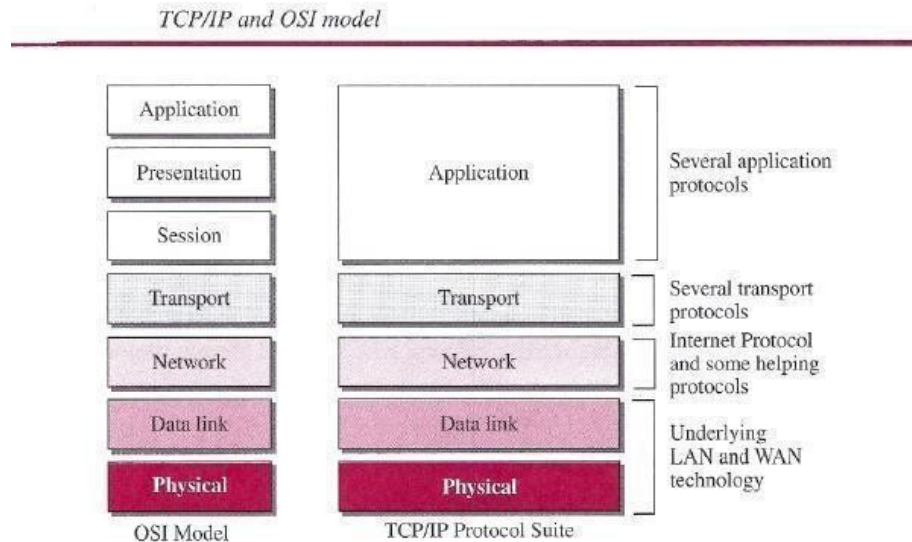 TCP/IP and OSI model
Application
Presentation
Session
Transport
Network
Data link
Physical
OSI Model
Application
Transport
Network
Data link
Physical
TCP/IP Protocol Suite
Several application
protocols
Several transport
protocols
Internet Protocol
and some helping
protocols
Underlying
LAN and WAN
technology